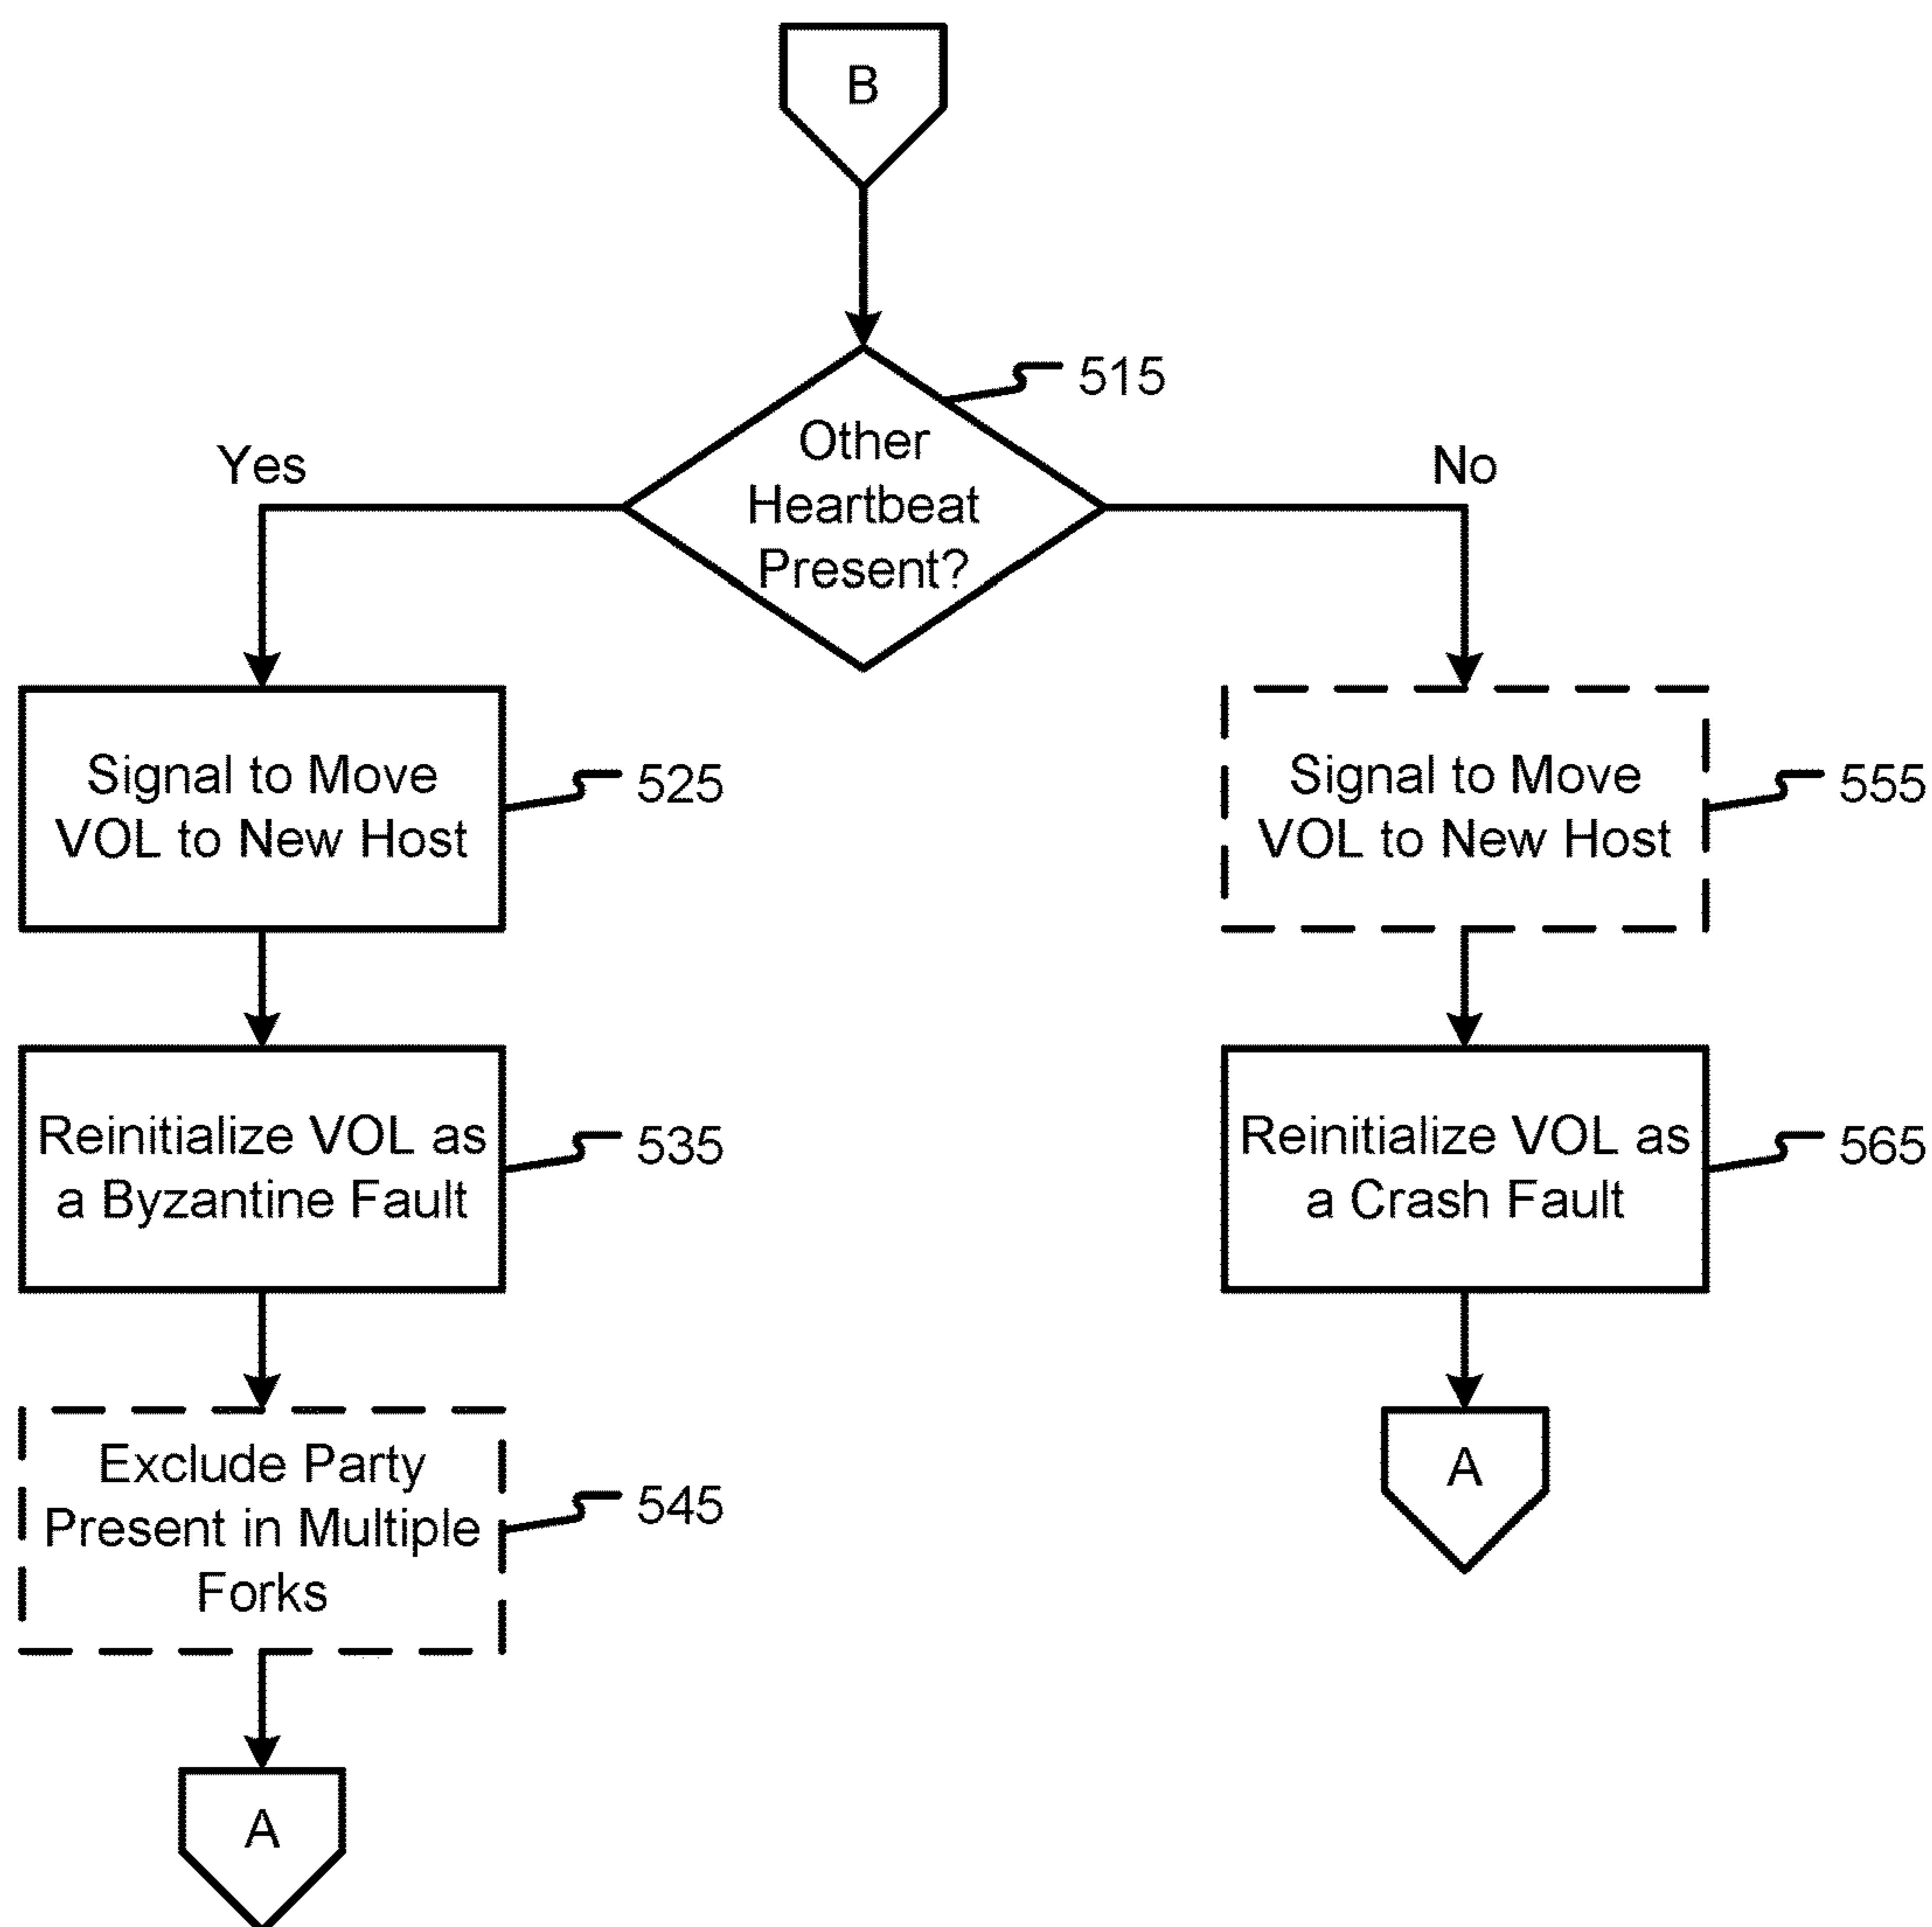 B
515
Other
Heartbeat
Present?
Yes
No
Signal to Move
VOL to New Host
525
Signal to Move
VOL to New Host
555
Reinitialize VOL as
a Byzantine Fault
535
Reinitialize VOL as
a Crash Fault
565
Exclude Party
Present in Multiple
Forks
545
A
A